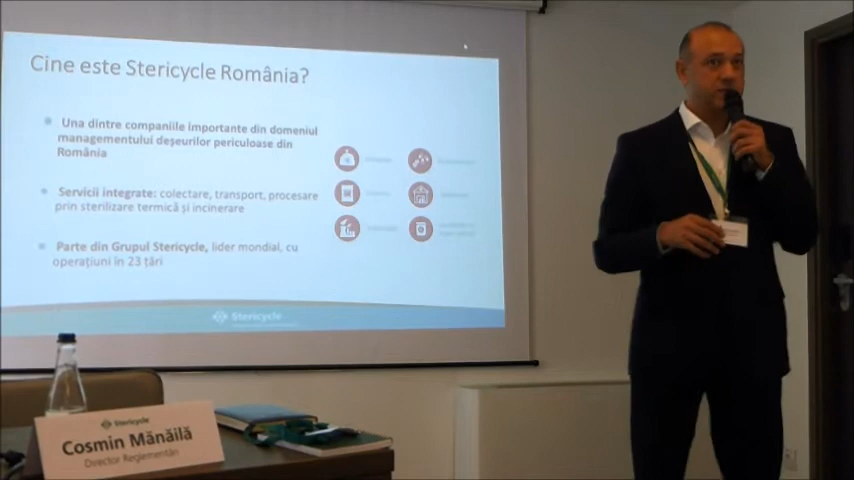 Cine este Stericycle România?
Una dintre companiile importante din domeniul
managementului deșeurilor periculoase din
România
Servicii integrate: colectare, transport, procesare
prin sterilizare termică și incinerare
Parte din Grupul Stericycle, lider mondial, cu
operațiuni în 23 țări
Stericycle
Stericycle
Cosmin Mănăilă
Director Reglementări